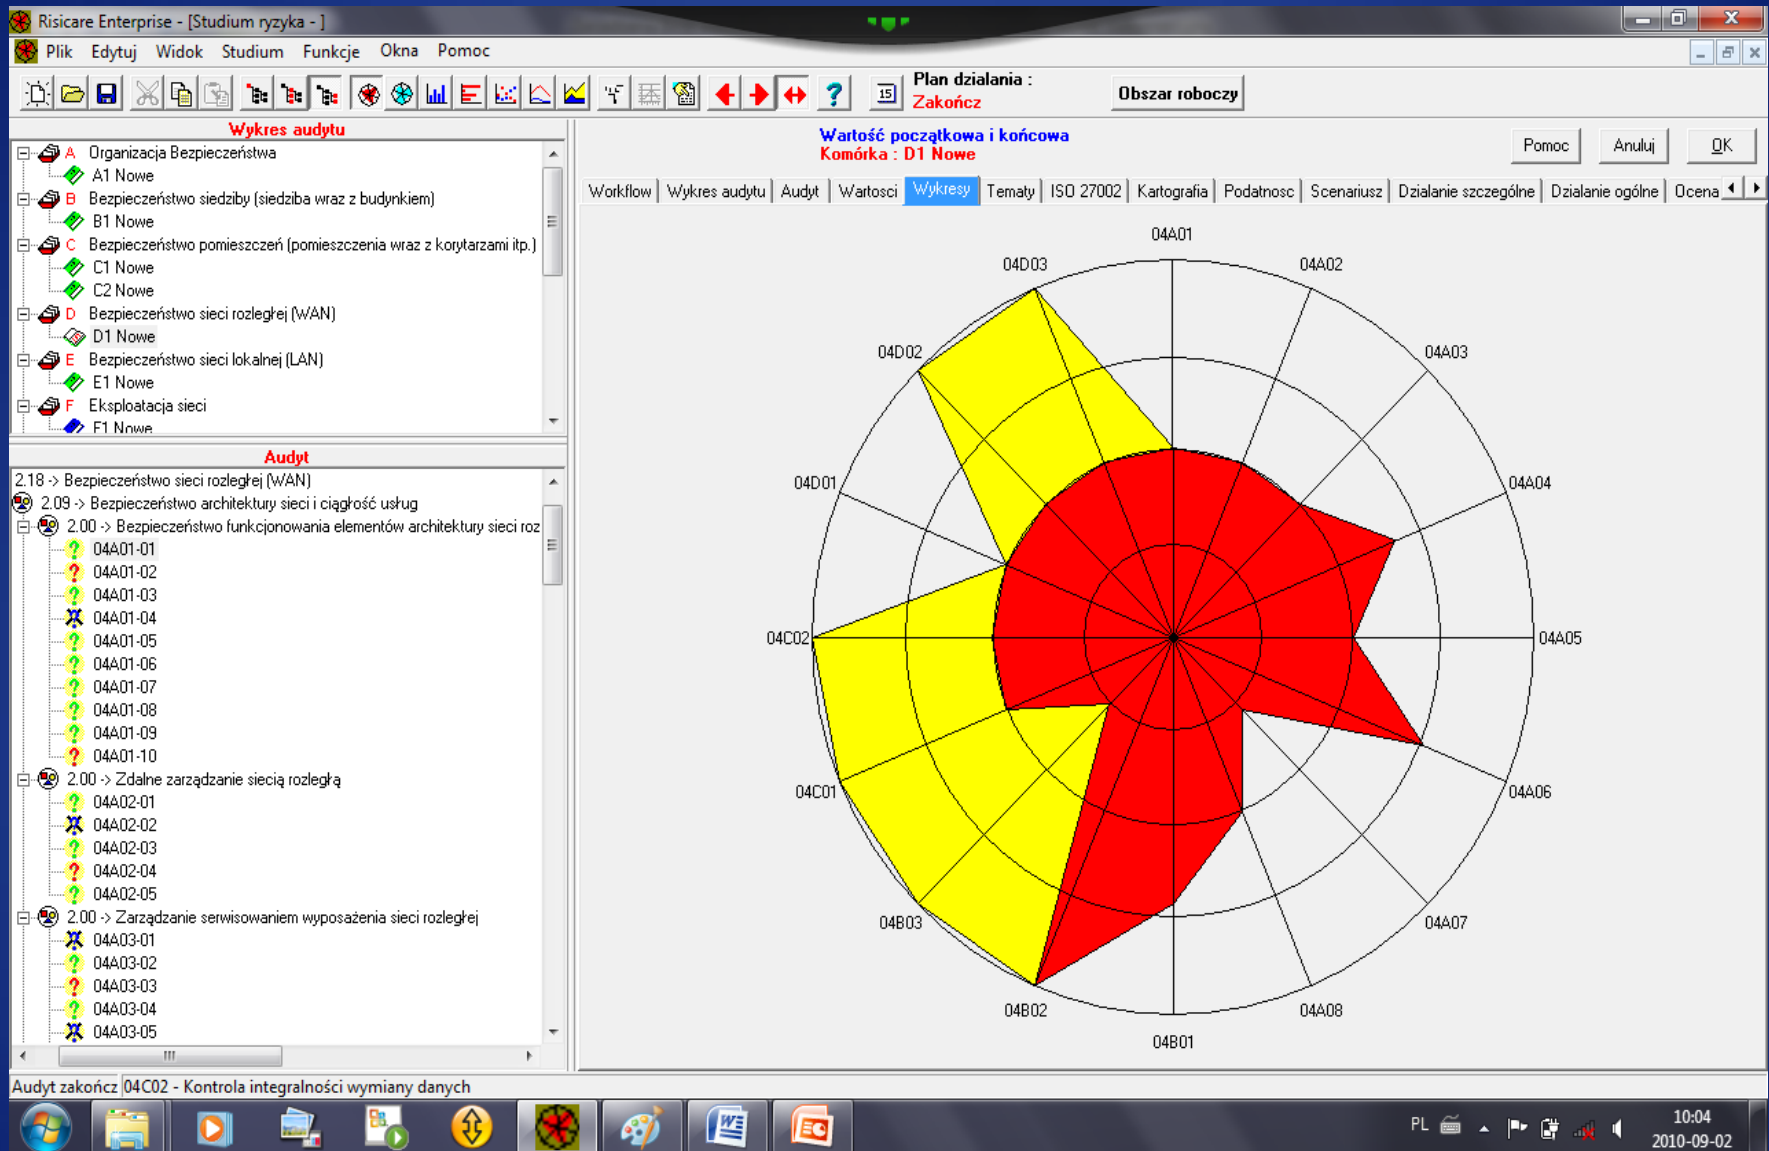 Risicare Enterprise - [Studium ryzyka - ]
Plik Edytuj Widok Studium Funkcje Okna Pomoc
15
Plan działania :
Zakończ
Obszar roboczy
Wykres audytu
A Organizacja Bezpieczeństwa
A1 Nowe
B Bezpieczeństwo siedziby (siedziba wraz z budynkiem)
B1 Nowe
C Bezpieczeństwo pomieszczeń (pomieszczenia wraz z korytarzami itp.)
C1 Nowe
C2 Nowe
D Bezpieczeństwo sieci rozległej (WAN)
D1 Nowe
E Bezpieczeństwo sieci lokalnej (LAN)
E1 Nowe
F Eksploatacja sieci
F1 Nowe
Audyt
2.18 -> Bezpieczeństwo sieci rozległej (WAN)
2.09 -> Bezpieczeństwo architektury sieci i ciągłość usług
2.00 -> Bezpieczeństwo funkcjonowania elementów architektury sieci roz
04A01-01
04A01-02
04A01-03
04A01-04
04A01-05
04A01-06
04A01-07
04A01-08
04A01-09
04A01-10
2.00 -> Zdalne zarządzanie siecią rozległą
04A02-01
04A02-02
04A02-03
04A02-04
04A02-05
2.00 -> Zarządzanie serwisowaniem wyposażenia sieci rozległej
04A03-01
04A03-02
04A03-03
04A03-04
04A03-05
Wartość początkowa i końcowa
Komórka : D1 Nowe
Pomoc Anuluj OK
Workflow Wykres audytu Audyt Wartosci Wykresy Tematy ISO 27002 Kartografia Podatnosc Scenariusz Dzialanie szczególne Dzialanie ogólne Ocena
04A01
04A02
04A03
04A04
04A05
04A06
04A07
04A08
04B01
04B02
04B03
04C01
04C02
04D01
04D02
04D03
Audyt zakończ 04C02 - Kontrola integralności wymiany danych
PL
10:04
2010-09-02